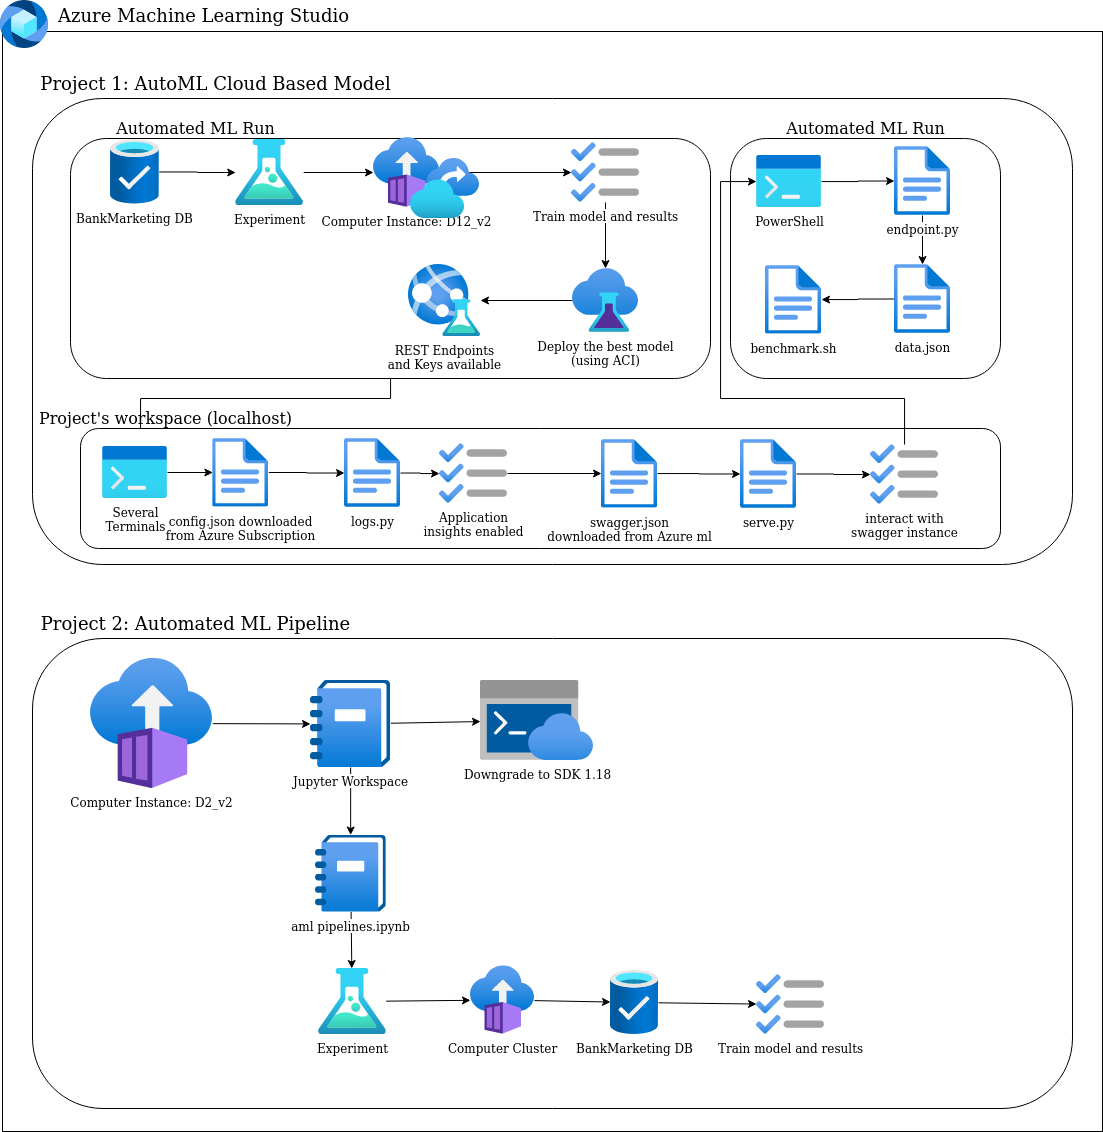 Azure Machine Learning Studio
Project 1: AutoML Cloud Based Model
Automated ML Run
BankMarketing DB
Experiment
Computer Instance: D12_v2
Train model and results
REST Endpoints
and Keys available
Deploy the best model
(using ACI)
Automated ML Run
PowerShell
endpoint.py
benchmark.sh
data.json
Project's workspace (localhost)
Several
Terminals
config.json downloaded
from Azure Subscription
logs.py
Application
insights enabled
swagger.json
downloaded from Azure ml
serve.py
interact with
swagger instance
Project 2: Automated ML Pipeline
Computer Instance: D2_v2
Jupyter Workspace
Downgrade to SDK 1.18
aml pipelines.ipynb
Experiment
Computer Cluster
BankMarketing DB
Train model and results